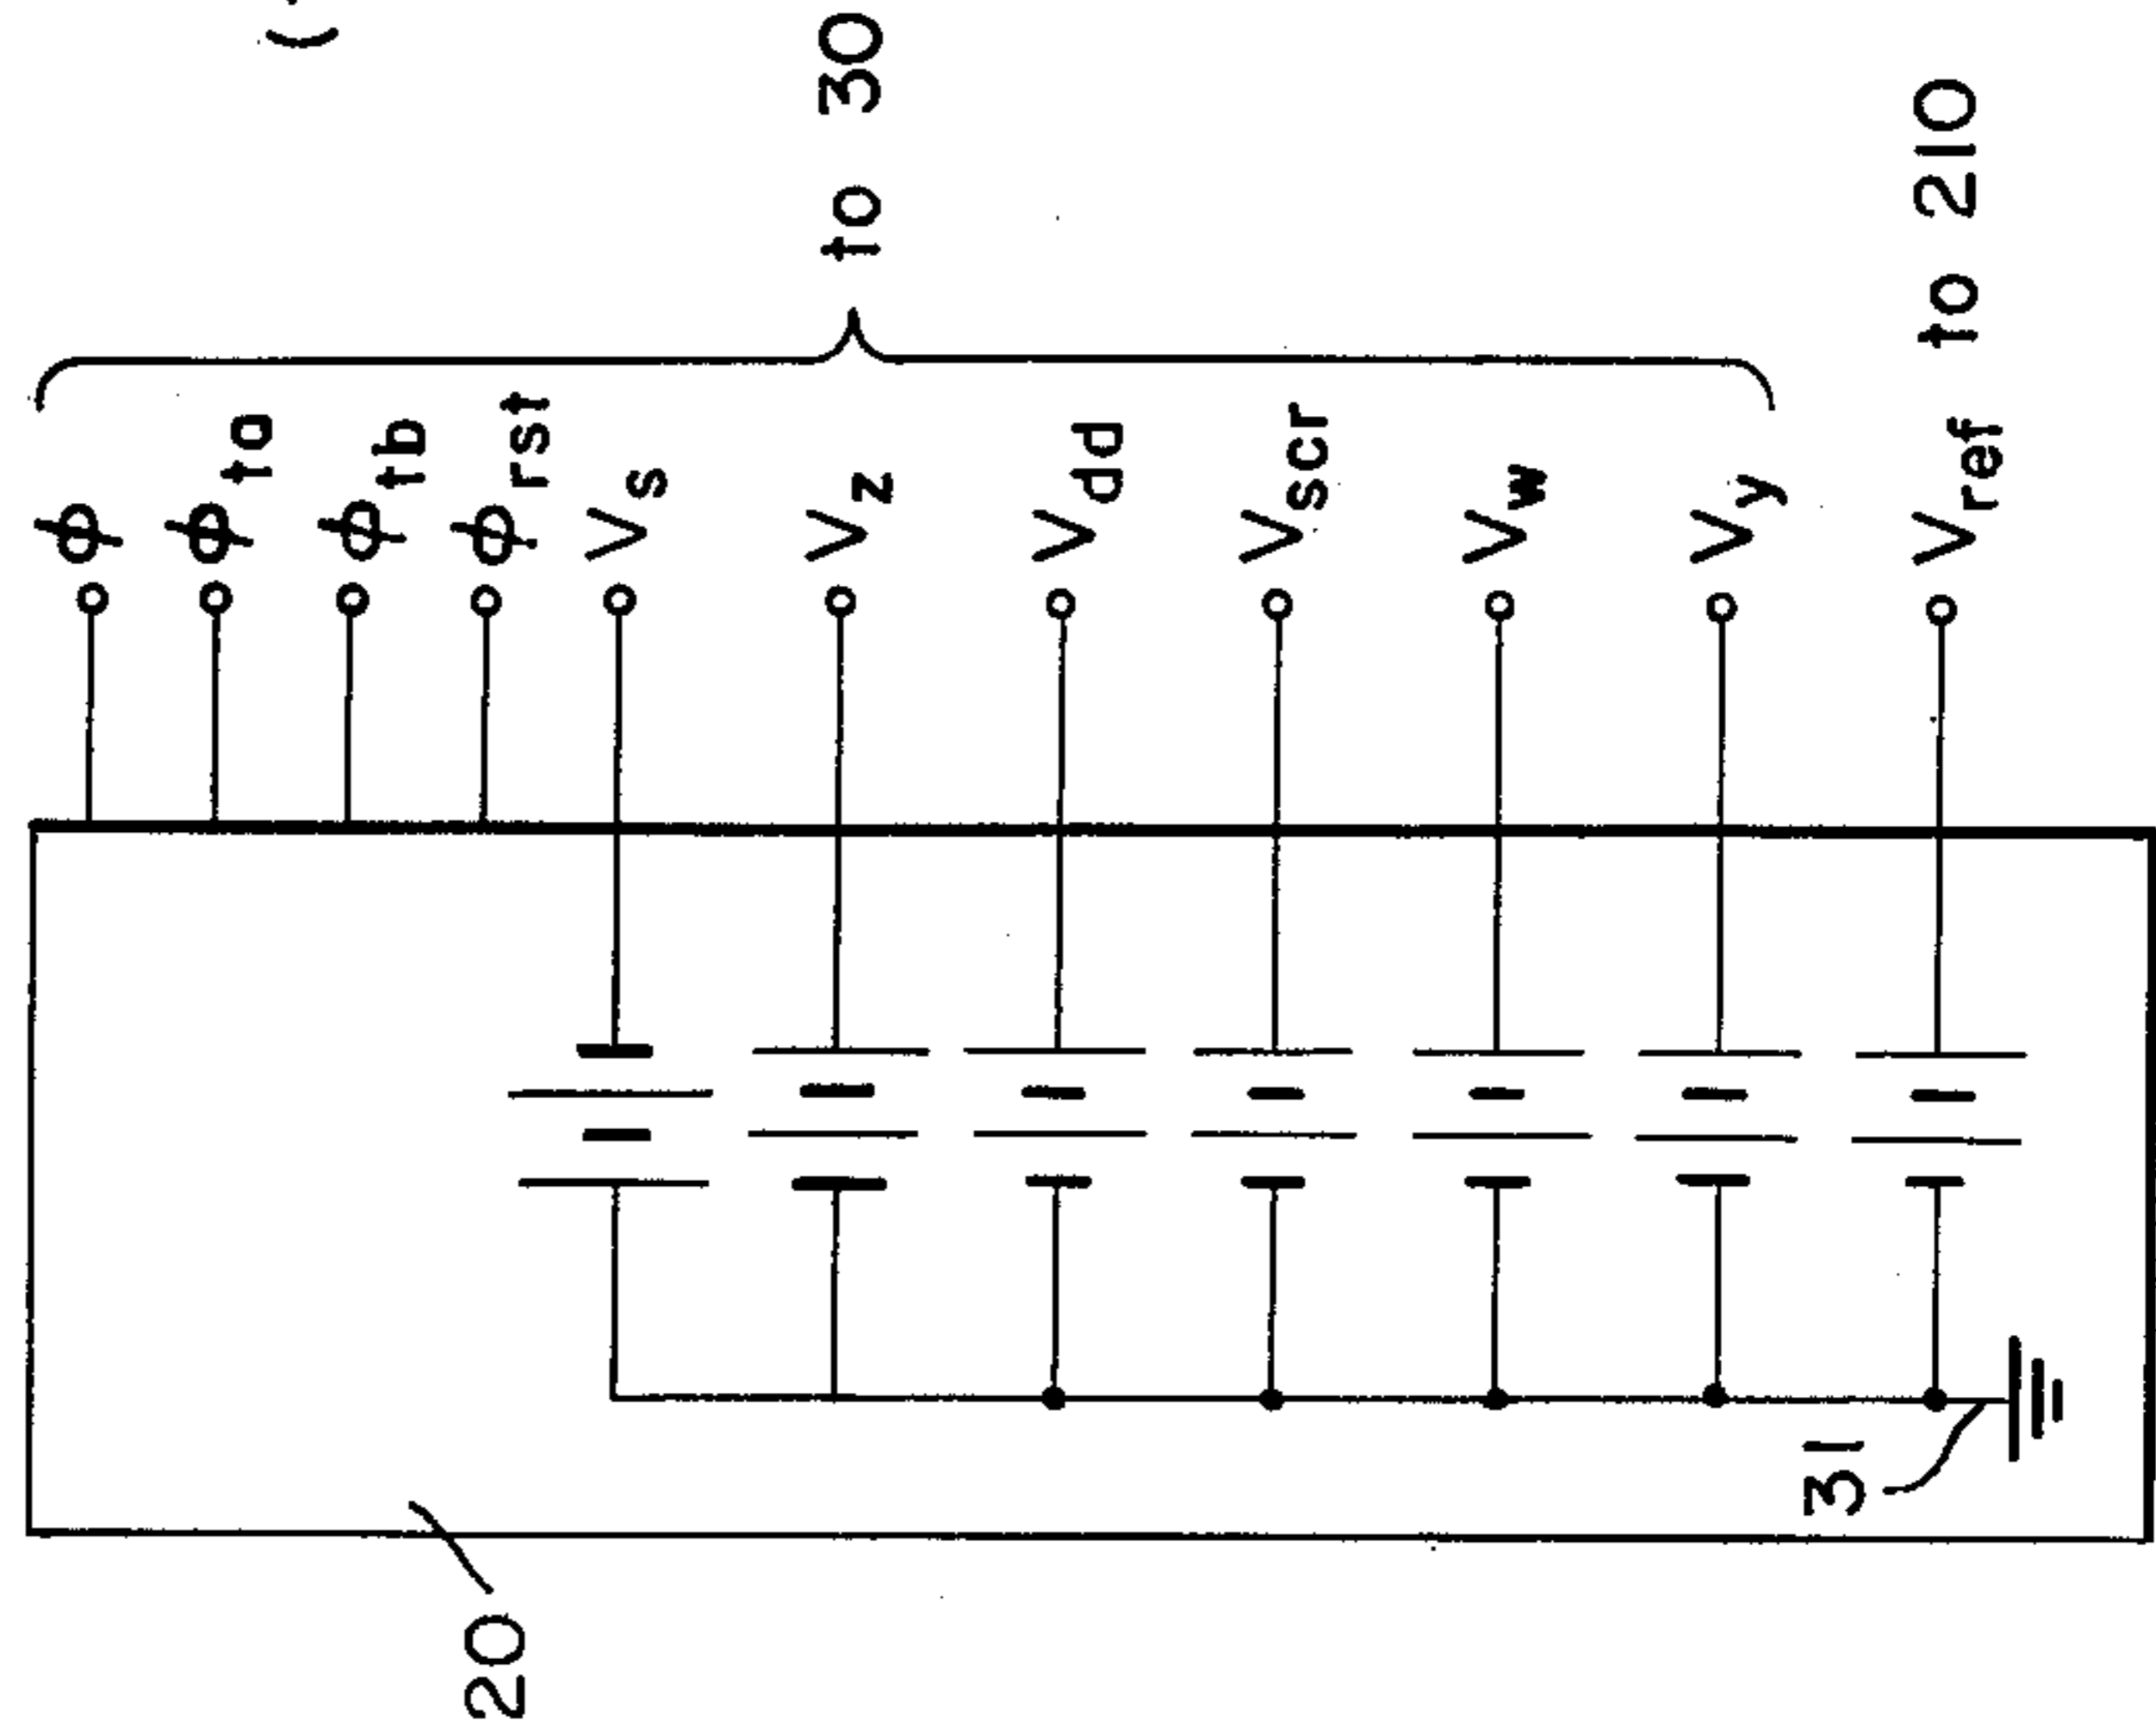 ϕ
ϕta
ϕtb
ϕrst
Vs
Vz
Vdd
Vscr
Vw
Vy
Vref
to 30
to 210
20
31